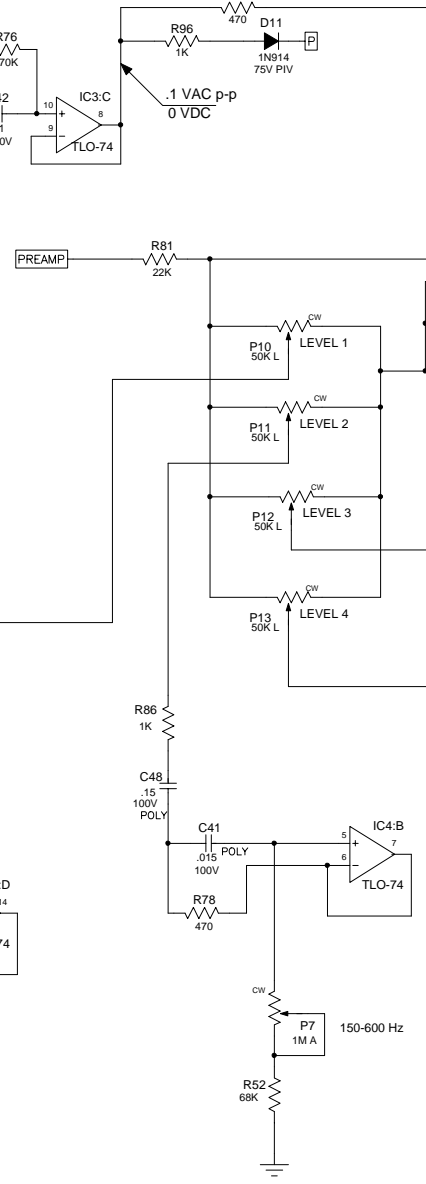 470
R96
1K
D11
1N914
75V PIV
P
R76
70K
.1 VAC p-p
0 VDC
IC3:C
10
+
8
9
−
TLO-74
PREAMP
R81
22K
CW
P10
50K L
LEVEL 1
CW
P11
50K L
LEVEL 2
CW
P12
50K L
LEVEL 3
CW
P13
50K L
LEVEL 4
R86
1K
C48
.15
100V
POLY
C41
.015
100V
POLY
IC4:B
5
+
7
6
−
TLO-74
R78
470
:D
14
74
CW
P7
1M A
150-600 Hz
R52
68K